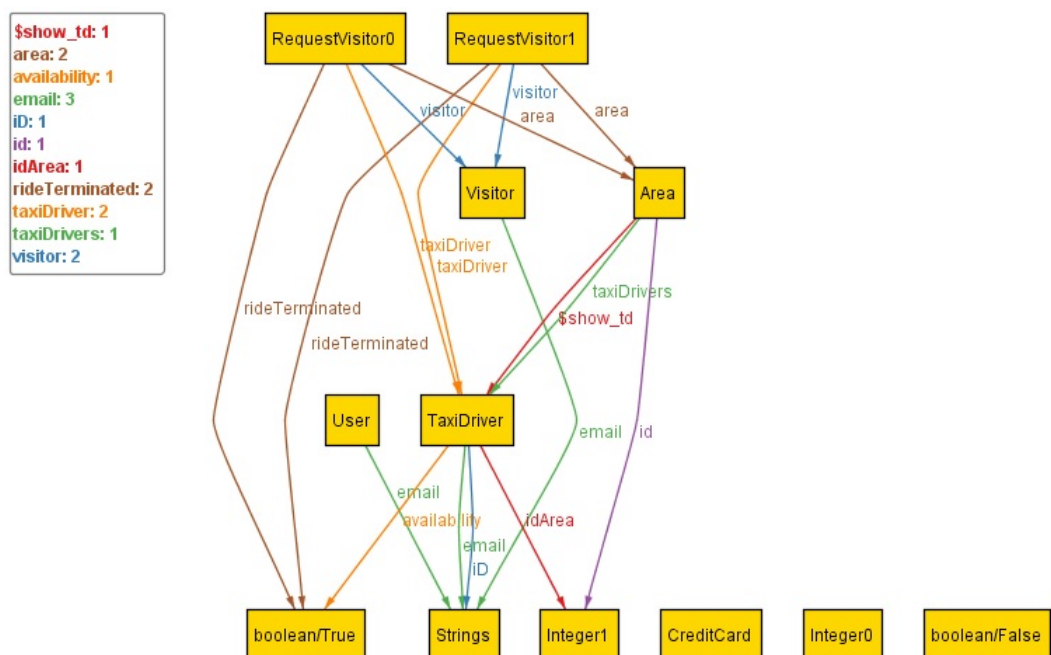 $show_td: 1
area: 2
availability: 1
email: 3
iD: 1
id: 1
idArea: 1
rideTerminated: 2
taxiDriver: 2
taxiDrivers: 1
visitor: 2
RequestVisitor0
RequestVisitor1
visitor
visitor
area
area
Visitor
Area
taxiDriver
taxiDriver
taxiDrivers
$show_td
rideTerminated
rideTerminated
User
TaxiDriver
email
id
email
availability
idArea
email
iD
boolean/True
Strings
Integer1
CreditCard
Integer0
boolean/False